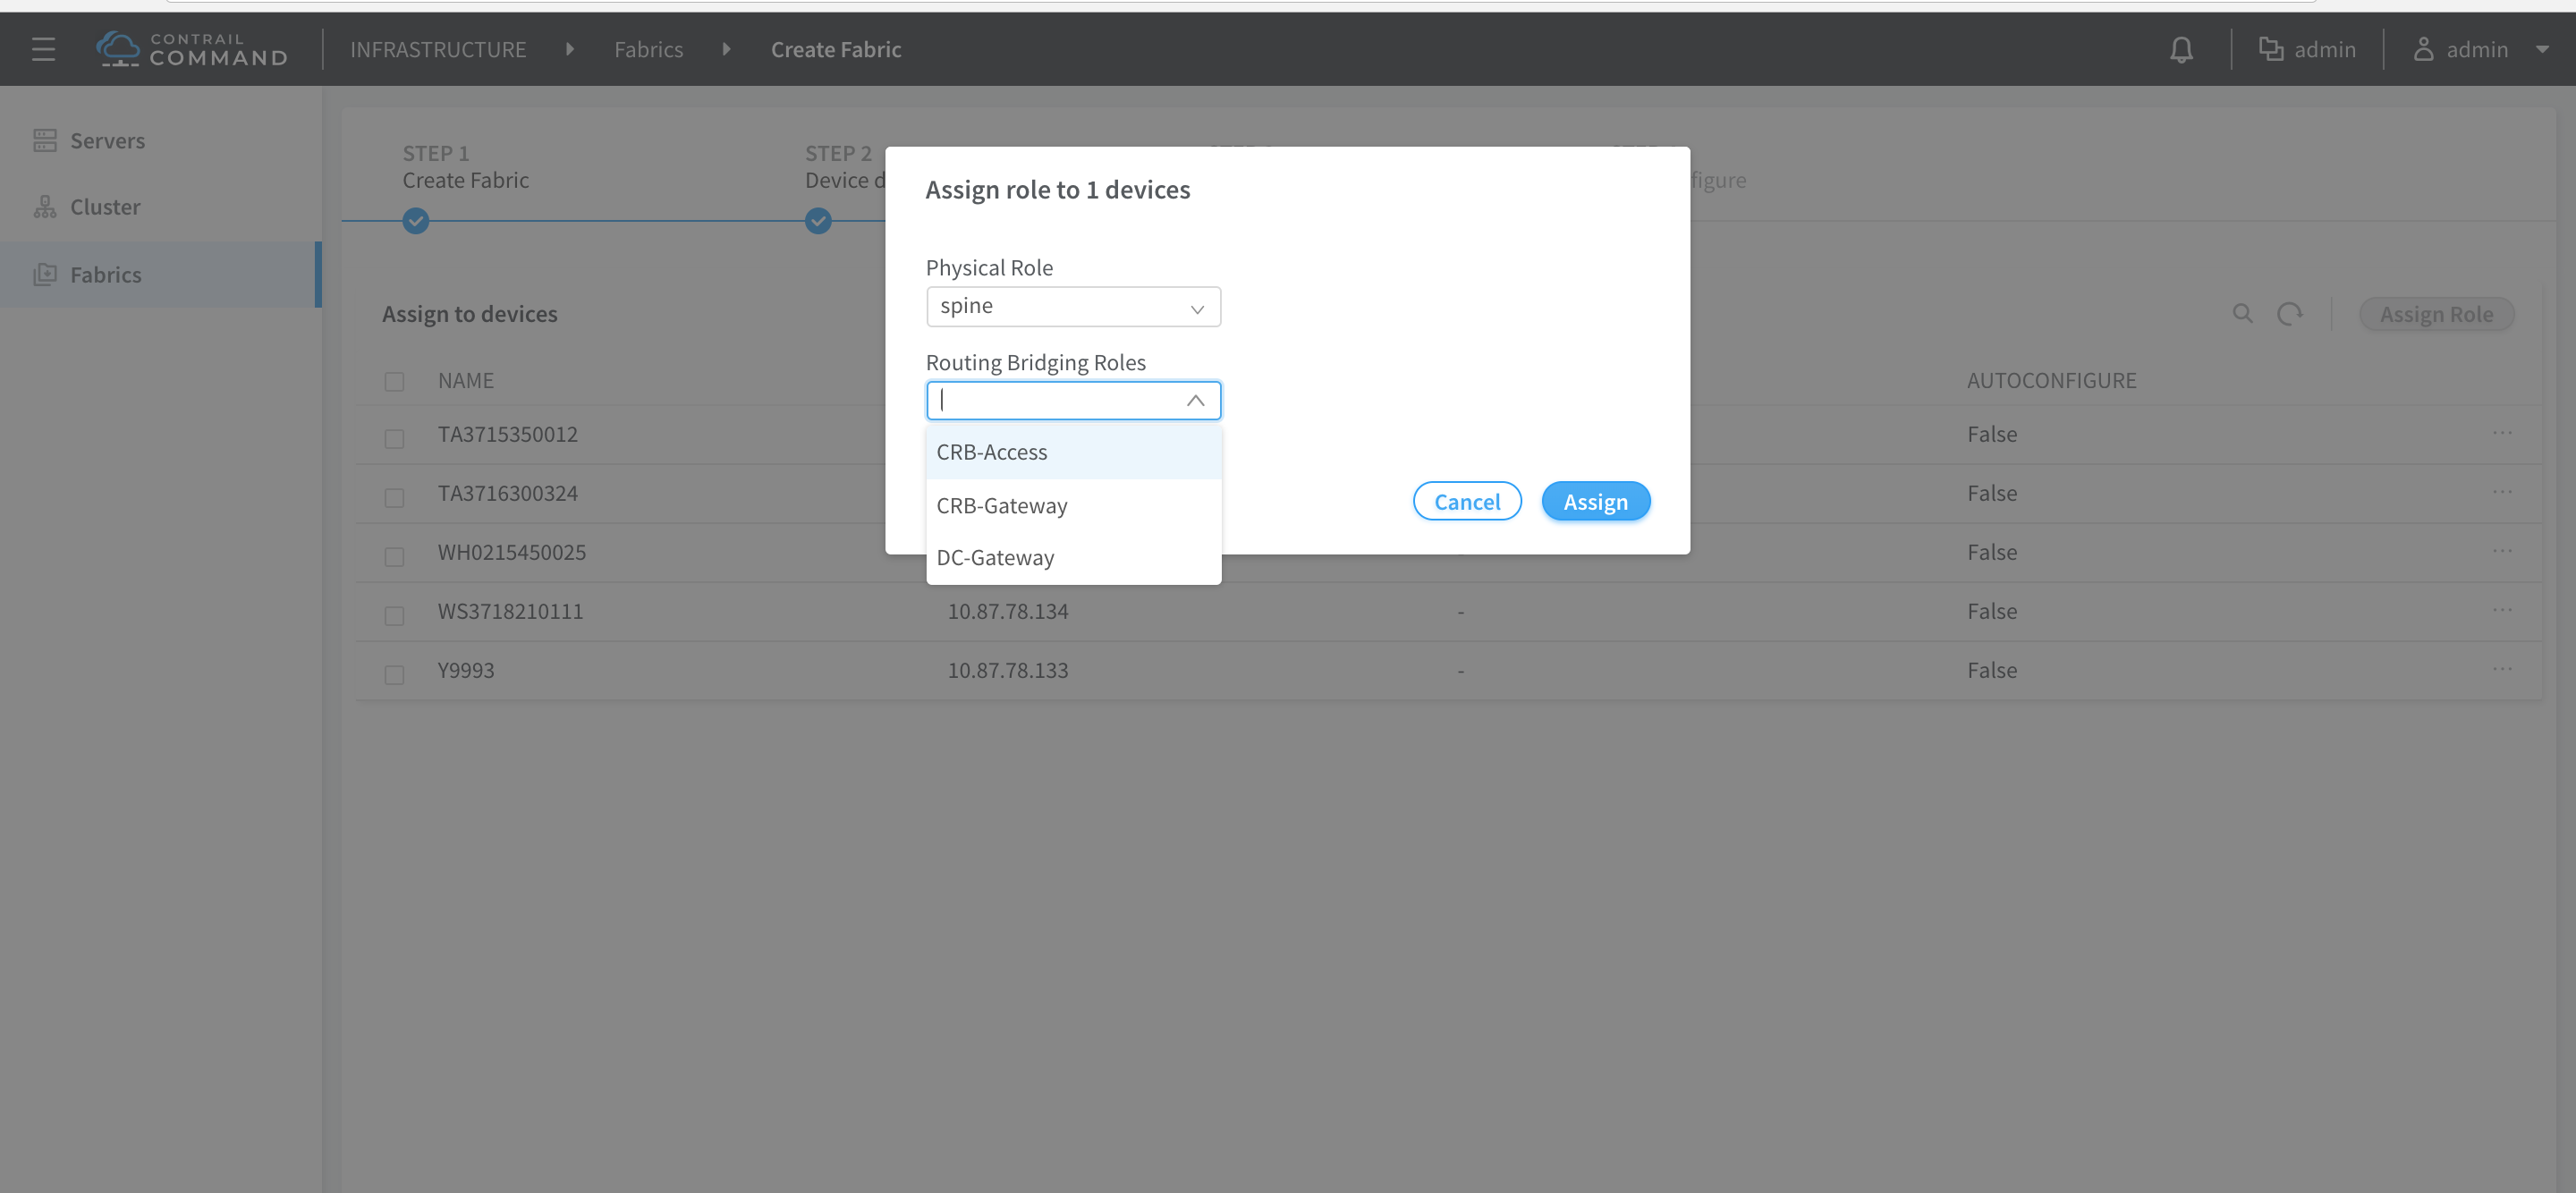 CONTRAIL
COMMAND
INFRASTRUCTURE
Fabrics
Create Fabric
admin
admin
Servers
Cluster
Fabrics
STEP 1
Create Fabric
STEP 2
Device d
figure
Assign role to 1 devices
Physical Role
spine
Routing Bridging Roles
CRB-Access
CRB-Gateway
DC-Gateway
Cancel
Assign
Assign to devices
Assign Role
NAME
AUTOCONFIGURE
TA3715350012 False ...
TA3716300324 False ...
WH0215450025 False ...
WS3718210111 10.87.78.134 - False ...
Y9993 10.87.78.133 - False ...